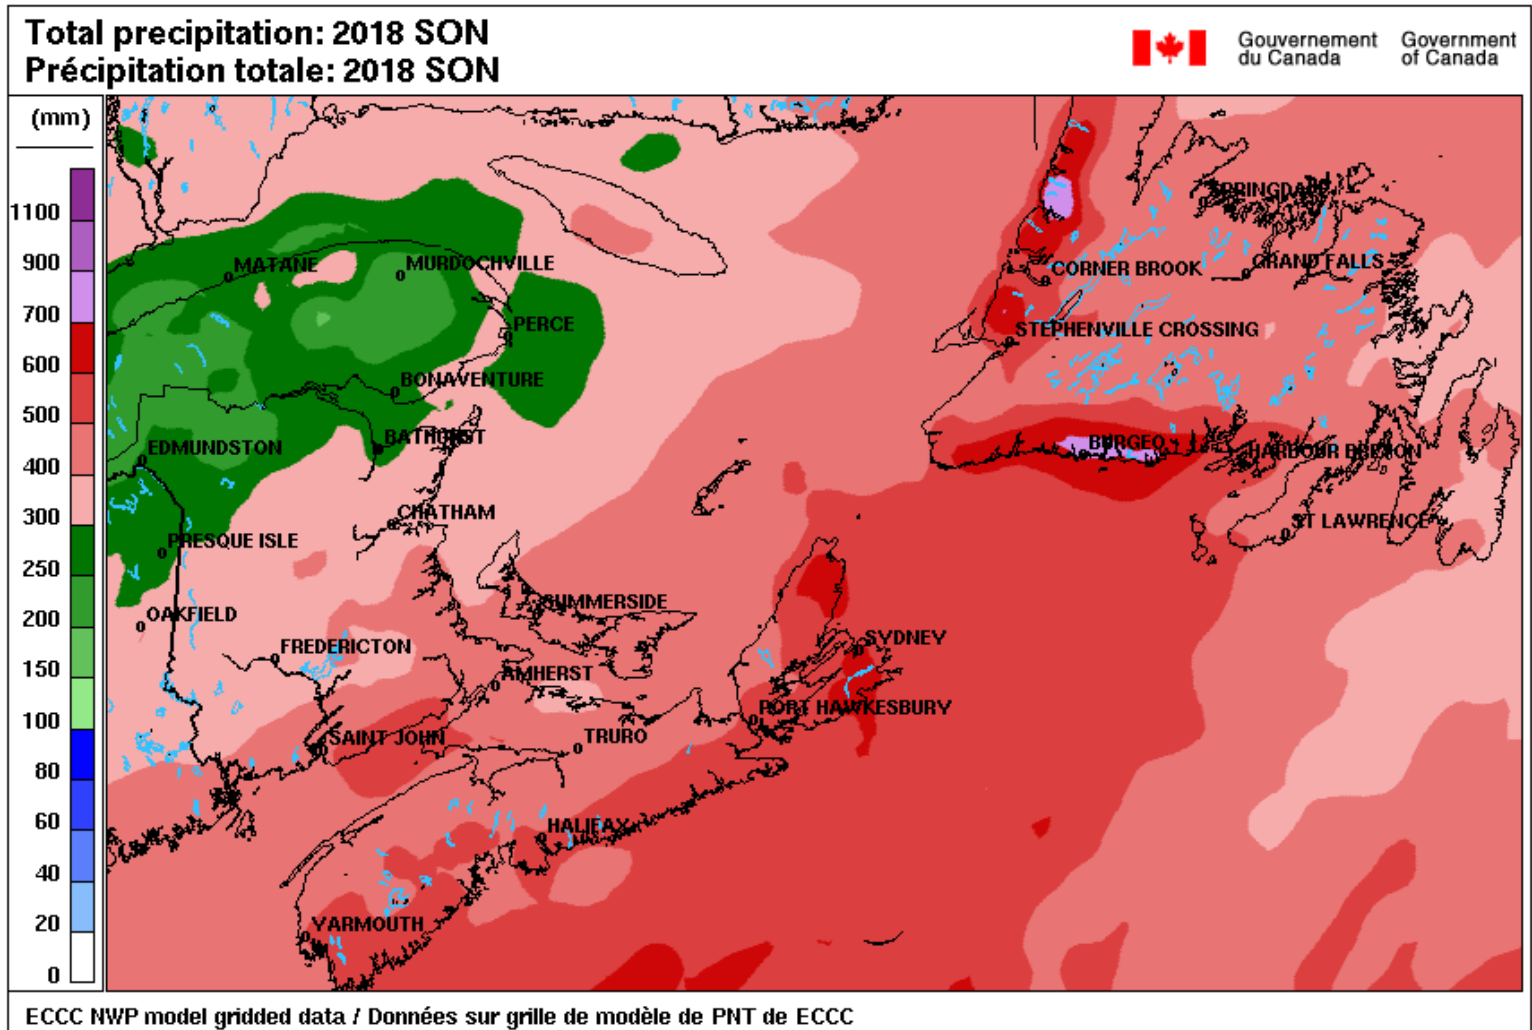 Total precipitation: 2018 SON
Précipitation totale: 2018 SON
Gouvernement du Canada
Government of Canada
(mm)
1100
900
700
600
500
400
300
250
200
150
100
80
60
40
20
0
SPRINGDALE
MATANE
MURDOCHVILLE
CORNER BROOK
GRAND FALLS
PERCE
STEPHENVILLE CROSSING
BONAVENTURE
BATHURST
EDMUNDSTON
BURGEO
HARBOUR BRETON
CHATHAM
ST LAWRENCE
PRESQUE ISLE
SUMMERSIDE
OAKFIELD
FREDERICTON
SYDNEY
AMHERST
PORT HAWKESBURY
SAINT JOHN
TRURO
HALIFAX
YARMOUTH
ECCC NWP model gridded data / Données sur grille de modèle de PNT de ECCC